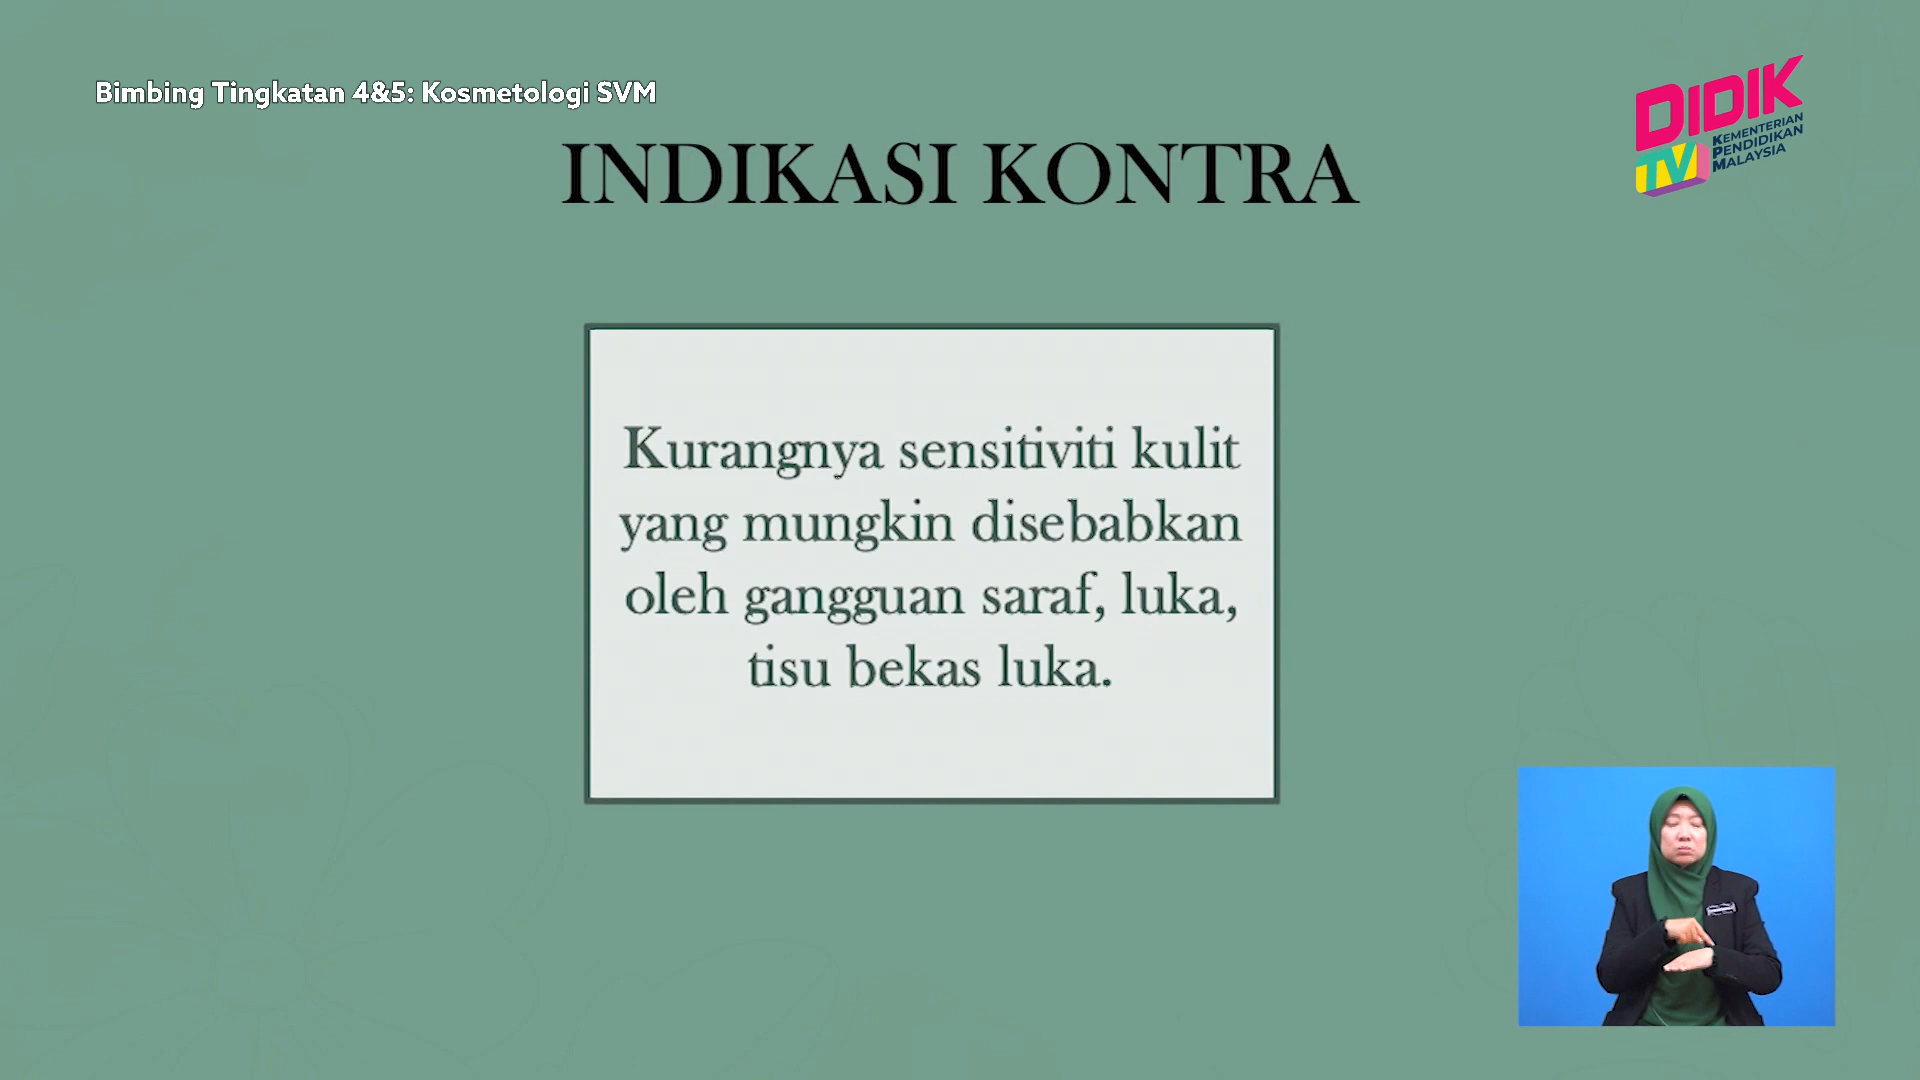 Bimbing Tingkatan 4&5: Kosmetologi SVM
DIDIK
TV
KEMENTERIAN
PENDIDIKAN
MALAYSIA
INDIKASI KONTRA
Kurangnya sensitiviti kulit
yang mungkin disebabkan
oleh gangguan saraf, luka,
tisu bekas luka.